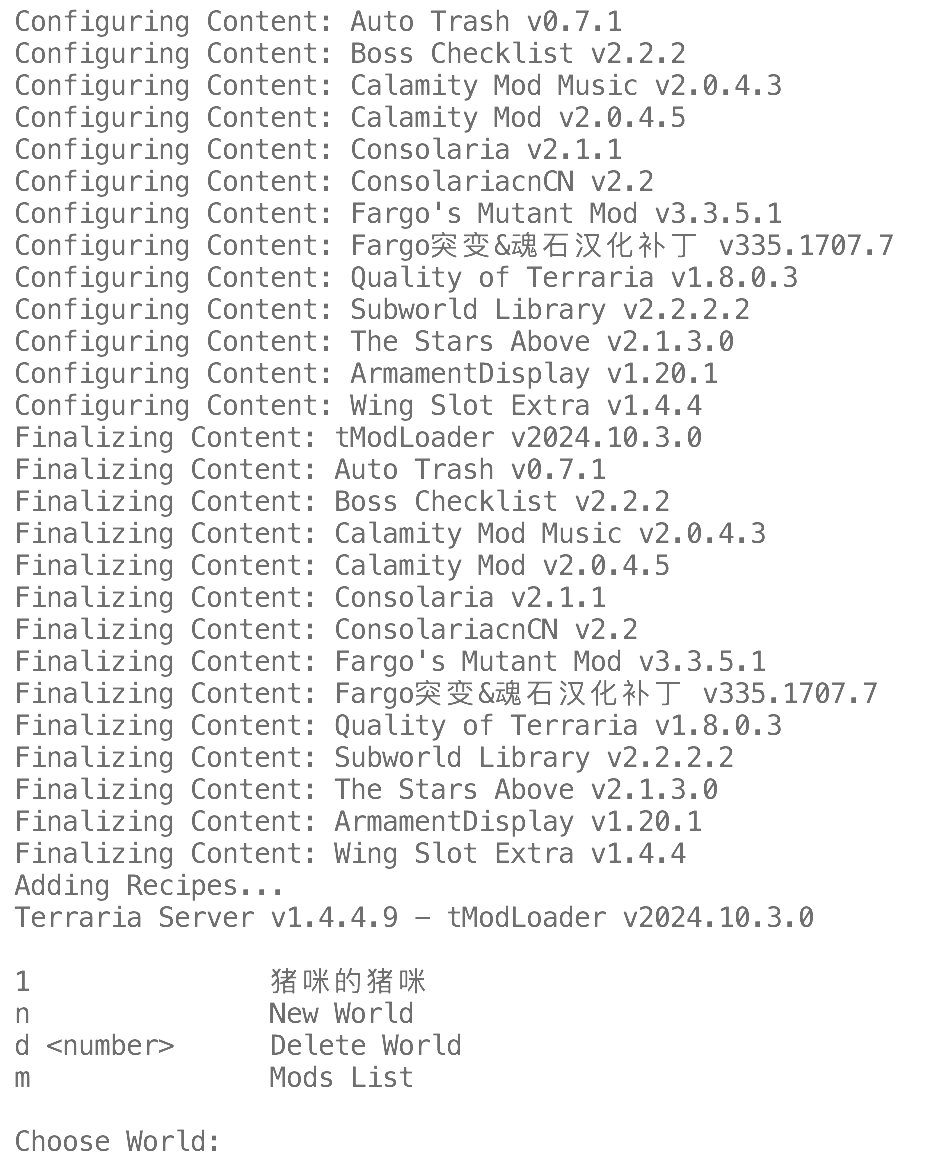 Configuring Content: Auto Trash v0.7.1
Configuring Content: Boss Checklist v2.2.2
Configuring Content: Calamity Mod Music v2.0.4.3
Configuring Content: Calamity Mod v2.0.4.5
Configuring Content: Consolaria v2.1.1
Configuring Content: ConsolariacnCN v2.2
Configuring Content: Fargo's Mutant Mod v3.3.5.1
Configuring Content: Fargo突变&魂石汉化补丁 v335.1707.7
Configuring Content: Quality of Terraria v1.8.0.3
Configuring Content: Subworld Library v2.2.2.2
Configuring Content: The Stars Above v2.1.3.0
Configuring Content: ArmamentDisplay v1.20.1
Configuring Content: Wing Slot Extra v1.4.4
Finalizing Content: tModLoader v2024.10.3.0
Finalizing Content: Auto Trash v0.7.1
Finalizing Content: Boss Checklist v2.2.2
Finalizing Content: Calamity Mod Music v2.0.4.3
Finalizing Content: Calamity Mod v2.0.4.5
Finalizing Content: Consolaria v2.1.1
Finalizing Content: ConsolariacnCN v2.2
Finalizing Content: Fargo's Mutant Mod v3.3.5.1
Finalizing Content: Fargo突变&魂石汉化补丁 v335.1707.7
Finalizing Content: Quality of Terraria v1.8.0.3
Finalizing Content: Subworld Library v2.2.2.2
Finalizing Content: The Stars Above v2.1.3.0
Finalizing Content: ArmamentDisplay v1.20.1
Finalizing Content: Wing Slot Extra v1.4.4
Adding Recipes...
Terraria Server v1.4.4.9 – tModLoader v2024.10.3.0
1 猪咪的猪咪
n New World
d <number> Delete World
m Mods List
Choose World: